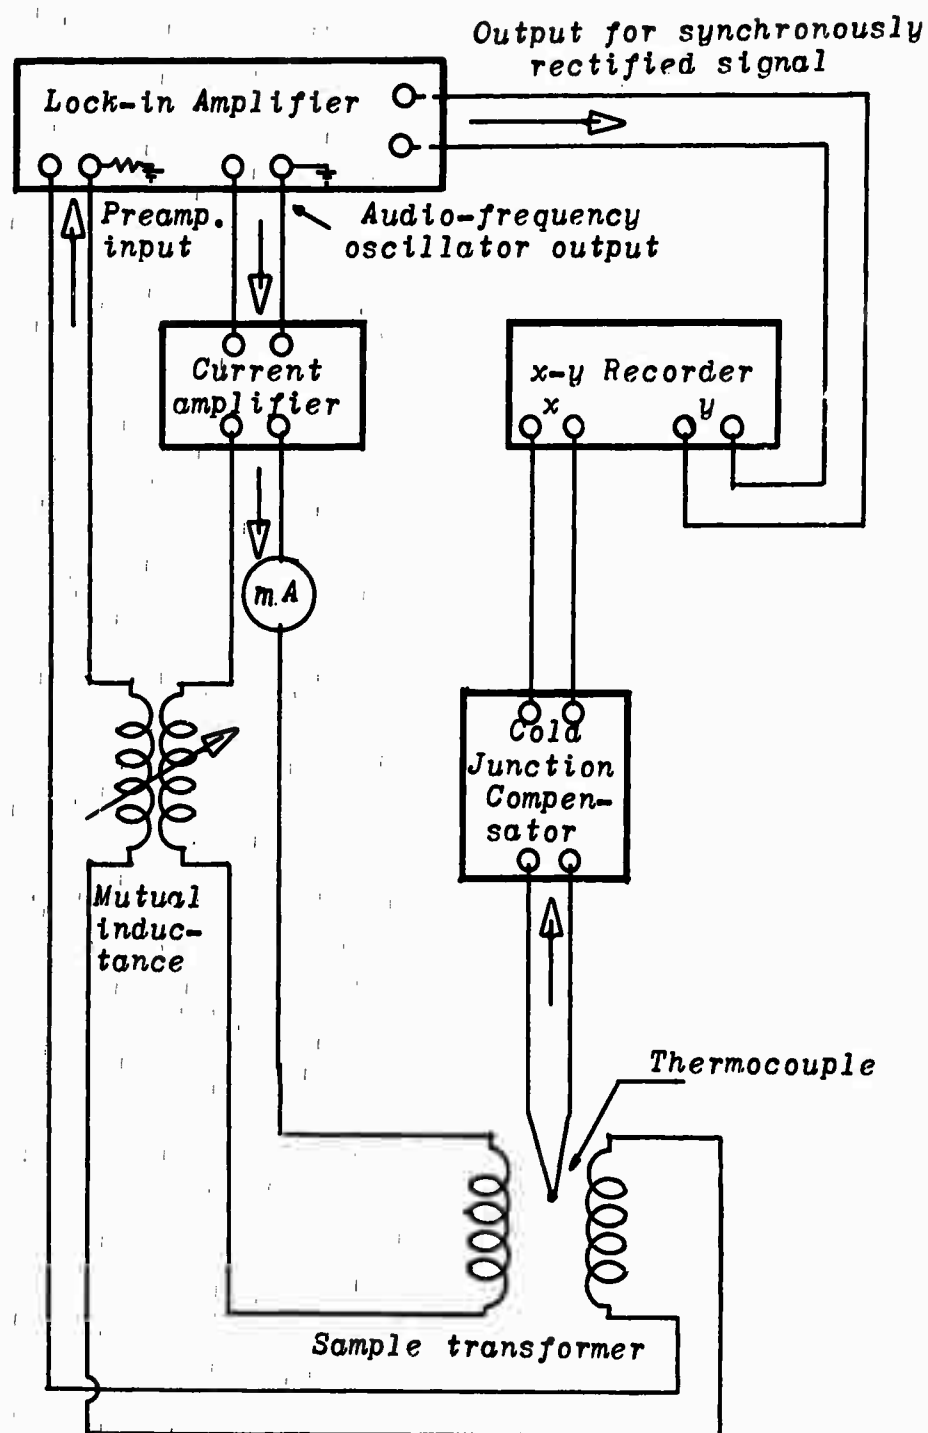 Output for synchronously
rectified signal
Lock-in Amplifier
Preamp.
input
Audio-frequency
oscillator output
Current
amplifier
x-y Recorder
x y
m.A
Cold
Junction
Compen-
sator
Mutual
induc-
tance
Thermocouple
Sample transformer